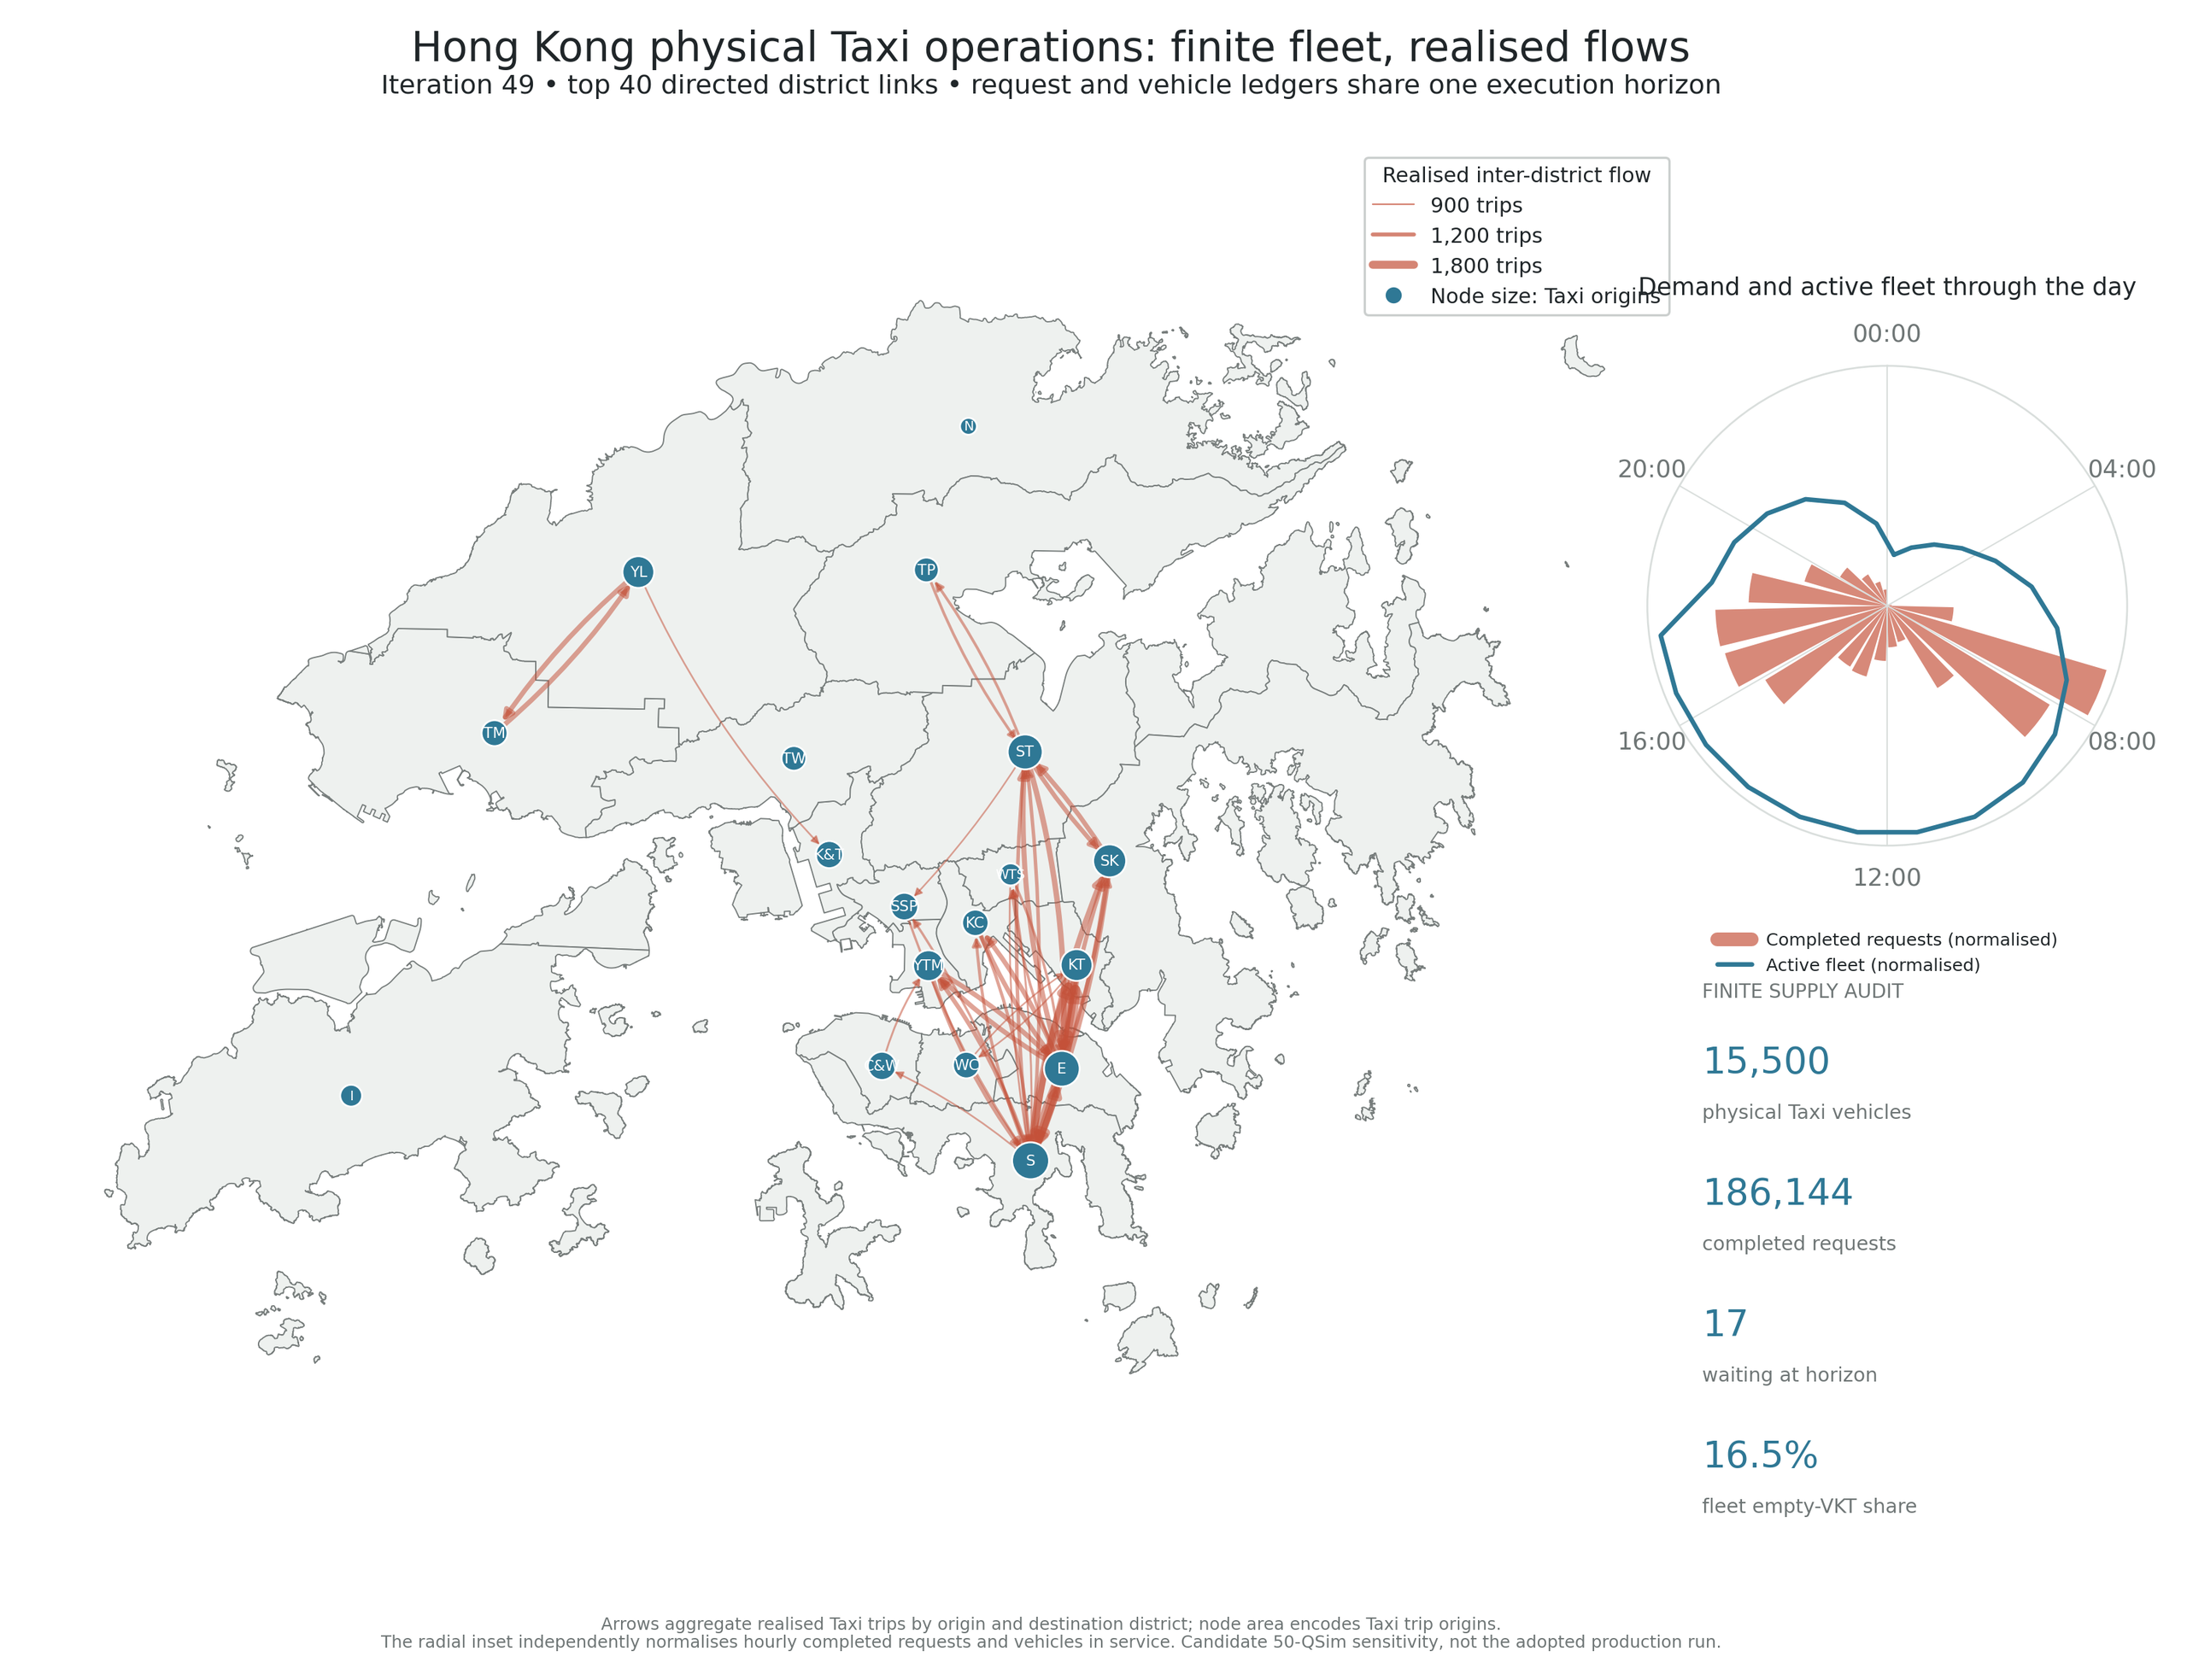 Hong Kong physical Taxi operations: finite fleet, realised flows
Iteration 49 • top 40 directed district links • request and vehicle ledgers share one execution horizon
Realised inter-district flow
900 trips
1,200 trips
1,800 trips
Node size: Taxi origins
Demand and active fleet through the day
00:00
04:00
08:00
12:00
16:00
20:00
N
YL
TP
TM
TW
ST
K&T
SK
WTS
SSP
KC
YTM
KT
C&W
WC
E
I
S
Completed requests (normalised)
Active fleet (normalised)
FINITE SUPPLY AUDIT
15,500
physical Taxi vehicles
186,144
completed requests
17
waiting at horizon
16.5%
fleet empty-VKT share
Arrows aggregate realised Taxi trips by origin and destination district; node area encodes Taxi trip origins.
The radial inset independently normalises hourly completed requests and vehicles in service. Candidate 50-QSim sensitivity, not the adopted production run.